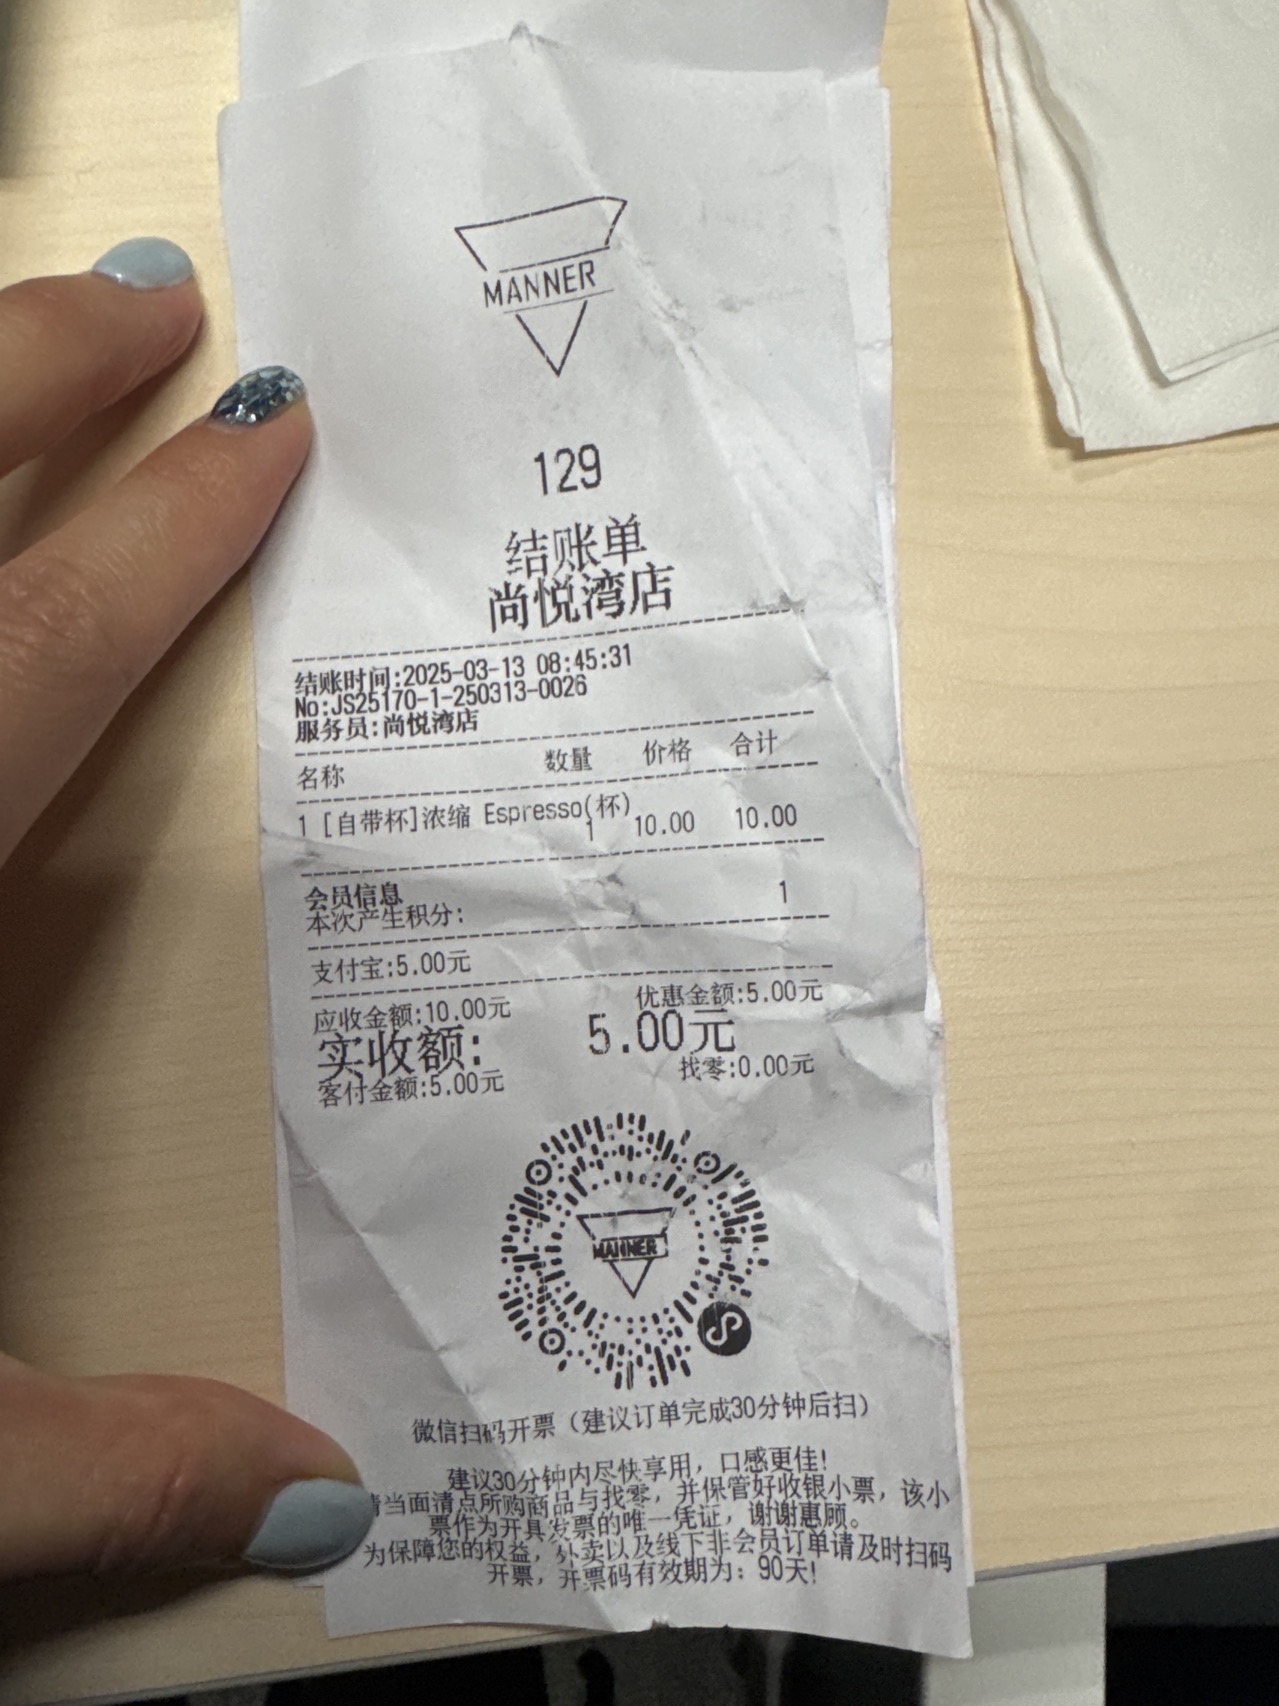 MANNER
129
结账单
尚悦湾店
结账时间:2025-03-13 08:45:31
No:JS25170-1-250313-0026
服务员:尚悦湾店
名称 数量 价格 合计
1 [自带杯]浓缩 Espresso(杯)
1 10.00 10.00
会员信息
本次产生积分: 1
支付宝:5.00元
应收金额:10.00元 优惠金额:5.00元
实收额: 5.00元
客付金额:5.00元 找零:0.00元
MANNER
微信扫码开票（建议订单完成30分钟后扫）
建议30分钟内尽快享用，口感更佳!
请当面清点所购商品与找零，并保管好收银小票，该小
票作为开具发票的唯一凭证，谢谢惠顾。
为保障您的权益，外卖以及线下非会员订单请及时扫码
开票，开票码有效期为: 90天!